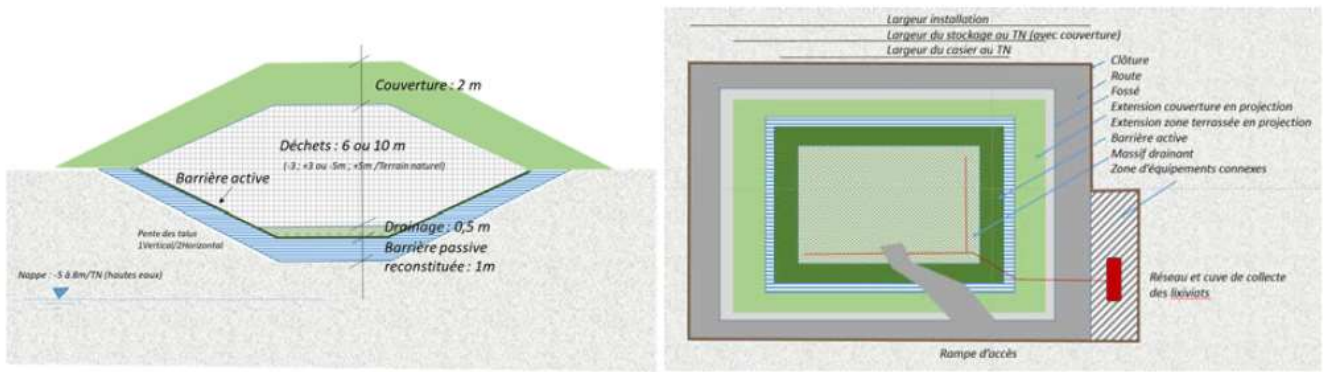 Couverture : 2 m
Déchets : 6 ou 10 m
(-3 ; +3 ou -5m ; +5m /Terrain naturel)
Barrière active
Drainage : 0,5 m
Pente des talus
1Vertical/2Horizontal
Barrière passive
reconstituée : 1m
Nappe : -5 à 8m/TN (hautes eaux)
Largeur installation
Largeur du stockage au TN (avec couverture)
Largeur du casier au TN
Clôture
Route
Fossé
Extension couverture en projection
Extension zone terrassée en projection
Barrière active
Massif drainant
Zone d'équipements connexes
Réseau et cuve de collecte
des lixiviats
Rampe d'accès